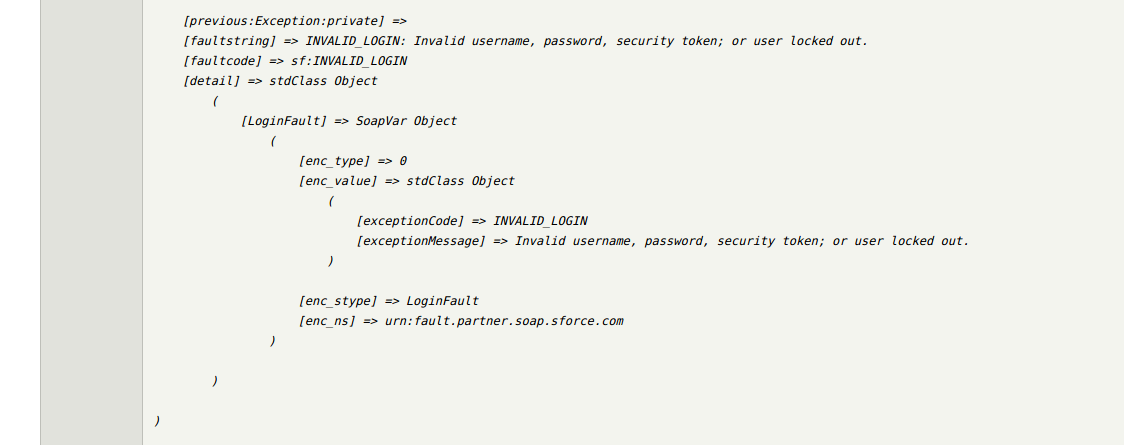 [previous:Exception:private] =>
[faultstring] => INVALID_LOGIN: Invalid username, password, security token; or user locked out.
[faultcode] => sf:INVALID_LOGIN
[detail] => stdClass Object
(
[LoginFault] => SoapVar Object
(
[enc_type] => 0
[enc_value] => stdClass Object
(
[exceptionCode] => INVALID_LOGIN
[exceptionMessage] => Invalid username, password, security token; or user locked out.
)
[enc_stype] => LoginFault
[enc_ns] => urn:fault.partner.soap.sforce.com
)
)
)